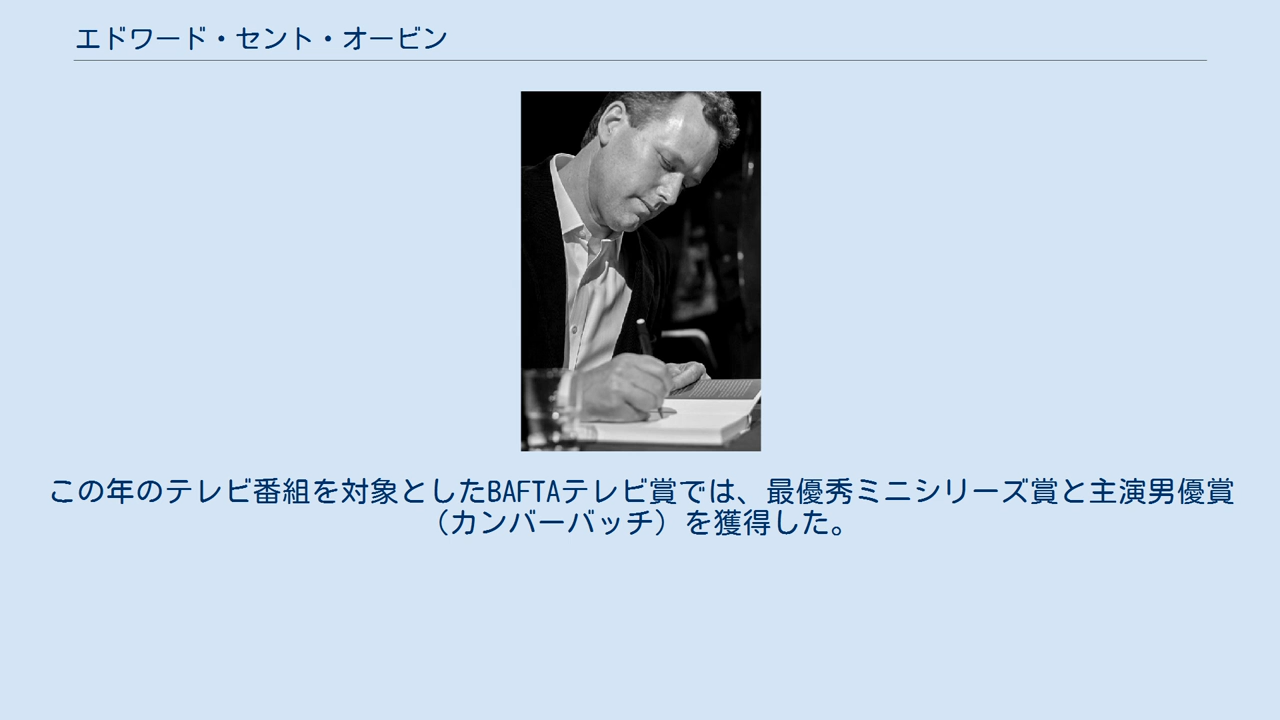 エドワード・セント・オービン
この年のテレビ番組を対象としたBAFTAテレビ賞では、最優秀ミニシリーズ賞と主演男優賞
（カンバーバッチ）を獲得した。